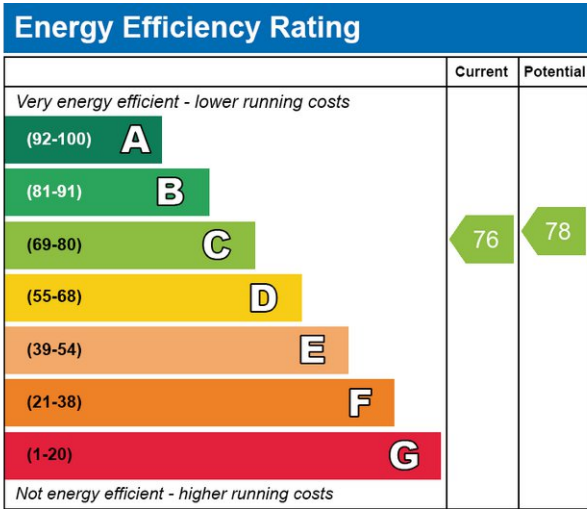 Energy Efficiency Rating
Current Potential
Very energy efficient - lower running costs
(92-100) A
(81-91) B
(69-80) C 76 78
(55-68) D
(39-54) E
(21-38) F
(1-20) G
Not energy efficient - higher running costs